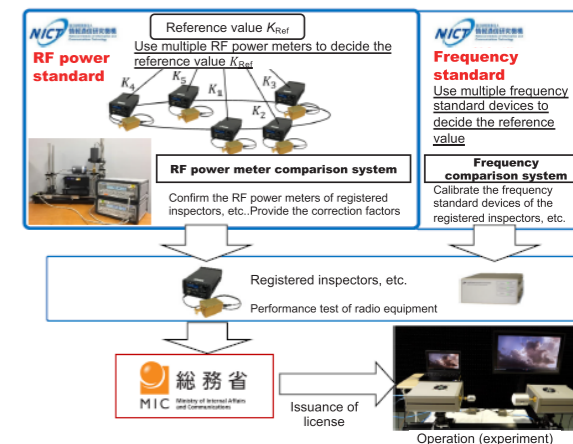 NICT
RF power
standard
Reference value KRef
Use multiple RF power meters to decide the
reference value KRef
K4
K5
K1
K3
K2
RF power meter comparison system
Confirm the RF power meters of registered
inspectors, etc..Provide the correction factors
NICT
Frequency
standard
Use multiple frequency
standard devices to
decide the reference
value
Frequency
comparison system
Calibrate the frequency
standard devices of the
registered inspectors, etc.
Registered inspectors, etc.
Performance test of radio equipment
MIC
総務省
Ministry of Internal Affairs
and Communications
Issuance of
license
Operation (experiment)